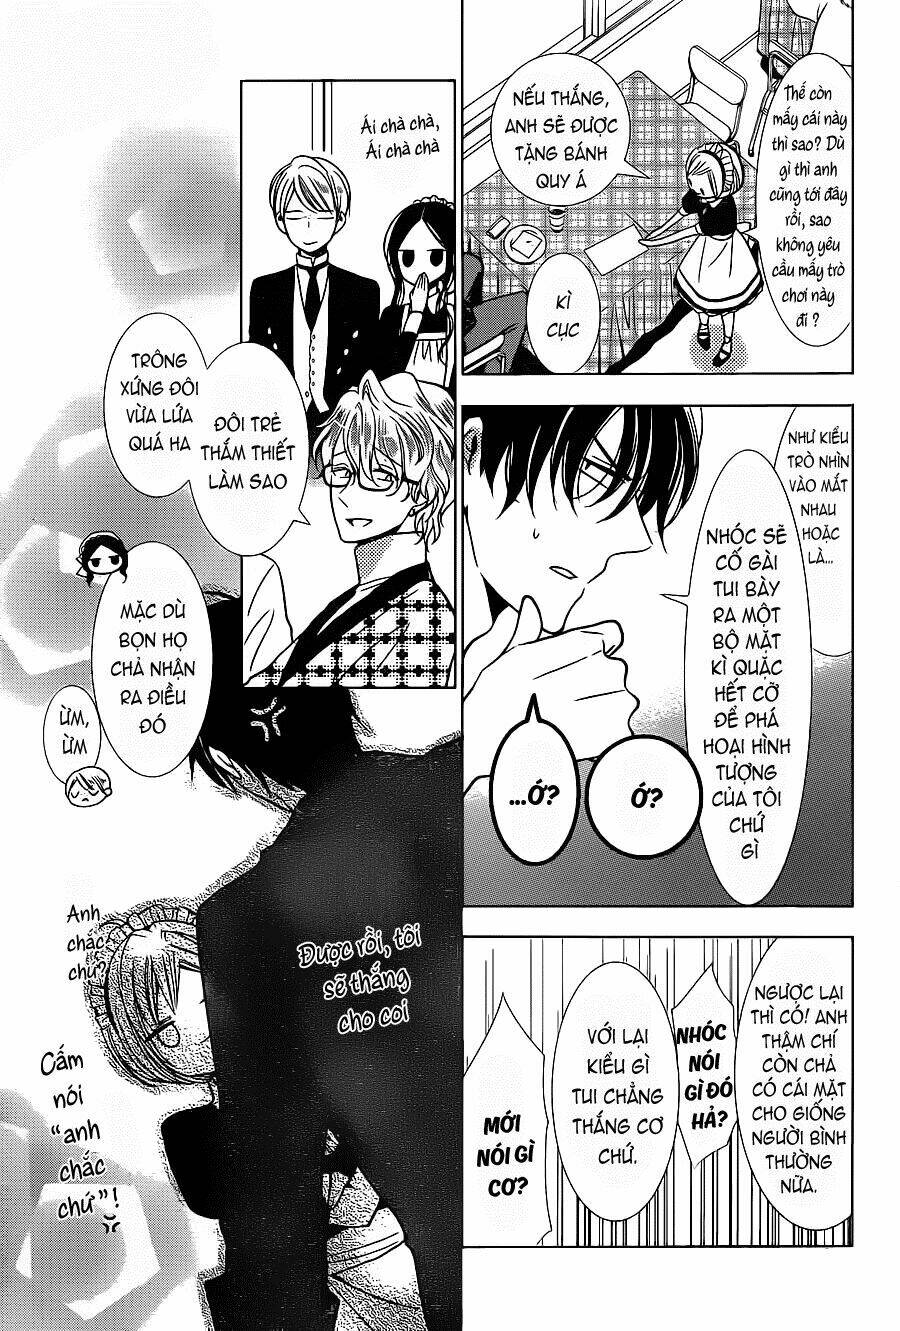 Thế còn
mấy cái này
thì sao? Dù
gì thì anh
cũng tới đây
rồi, sao
không yêu
cầu mấy trò
chơi này
đi ?
NẾU THẮNG,
ANH SẼ ĐƯỢC
TẶNG BÁNH
QUY Á
KÌ
CỤC
NHƯ KIỂU
TRÒ NHÌN
VÀO MẮT
NHAU
HOẶC
LÀ...
NHÓC SẼ
CỐ GÀI
TUI BÀY
RA MỘT
BỘ MẶT
KÌ QUẶC
HẾT CỠ
ĐỂ PHÁ
HOẠI HÌNH
TƯỢNG
CỦA TÔI
CHỨ
GÌ
Ớ?
...Ớ?
NGƯỢC LẠI
THÌ CÓ! ANH
THẬM CHÍ
CÒN CHẢ
CÓ CÁI MẶT
CHO GIỐNG
NGƯỜI BÌNH
THƯỜNG
NỮA.
NHÓC
NÓI
GÌ ĐÓ
HẢ?
VỚI LẠI
KIỂU GÌ
TUI CHẲNG
THẮNG CƠ
CHỨ.
MỚI
NÓI GÌ
CƠ?
Ái chà chà,
Ái chà chà
ĐÔI TRẺ
THẮM THIẾT
LÀM SAO
TRÔNG
XỨNG ĐÔI
VỪA LỨA
QUÁ HA
MẶC DÙ
BỌN HỌ
CHẢ NHẬN
RA ĐIỀU
ĐÓ
ỪM,
ỪM
Được rồi, tôi
sẽ thắng
cho coi
Anh
chắc
chứ?
Cấm
nói
“anh
chắc
chứ”!